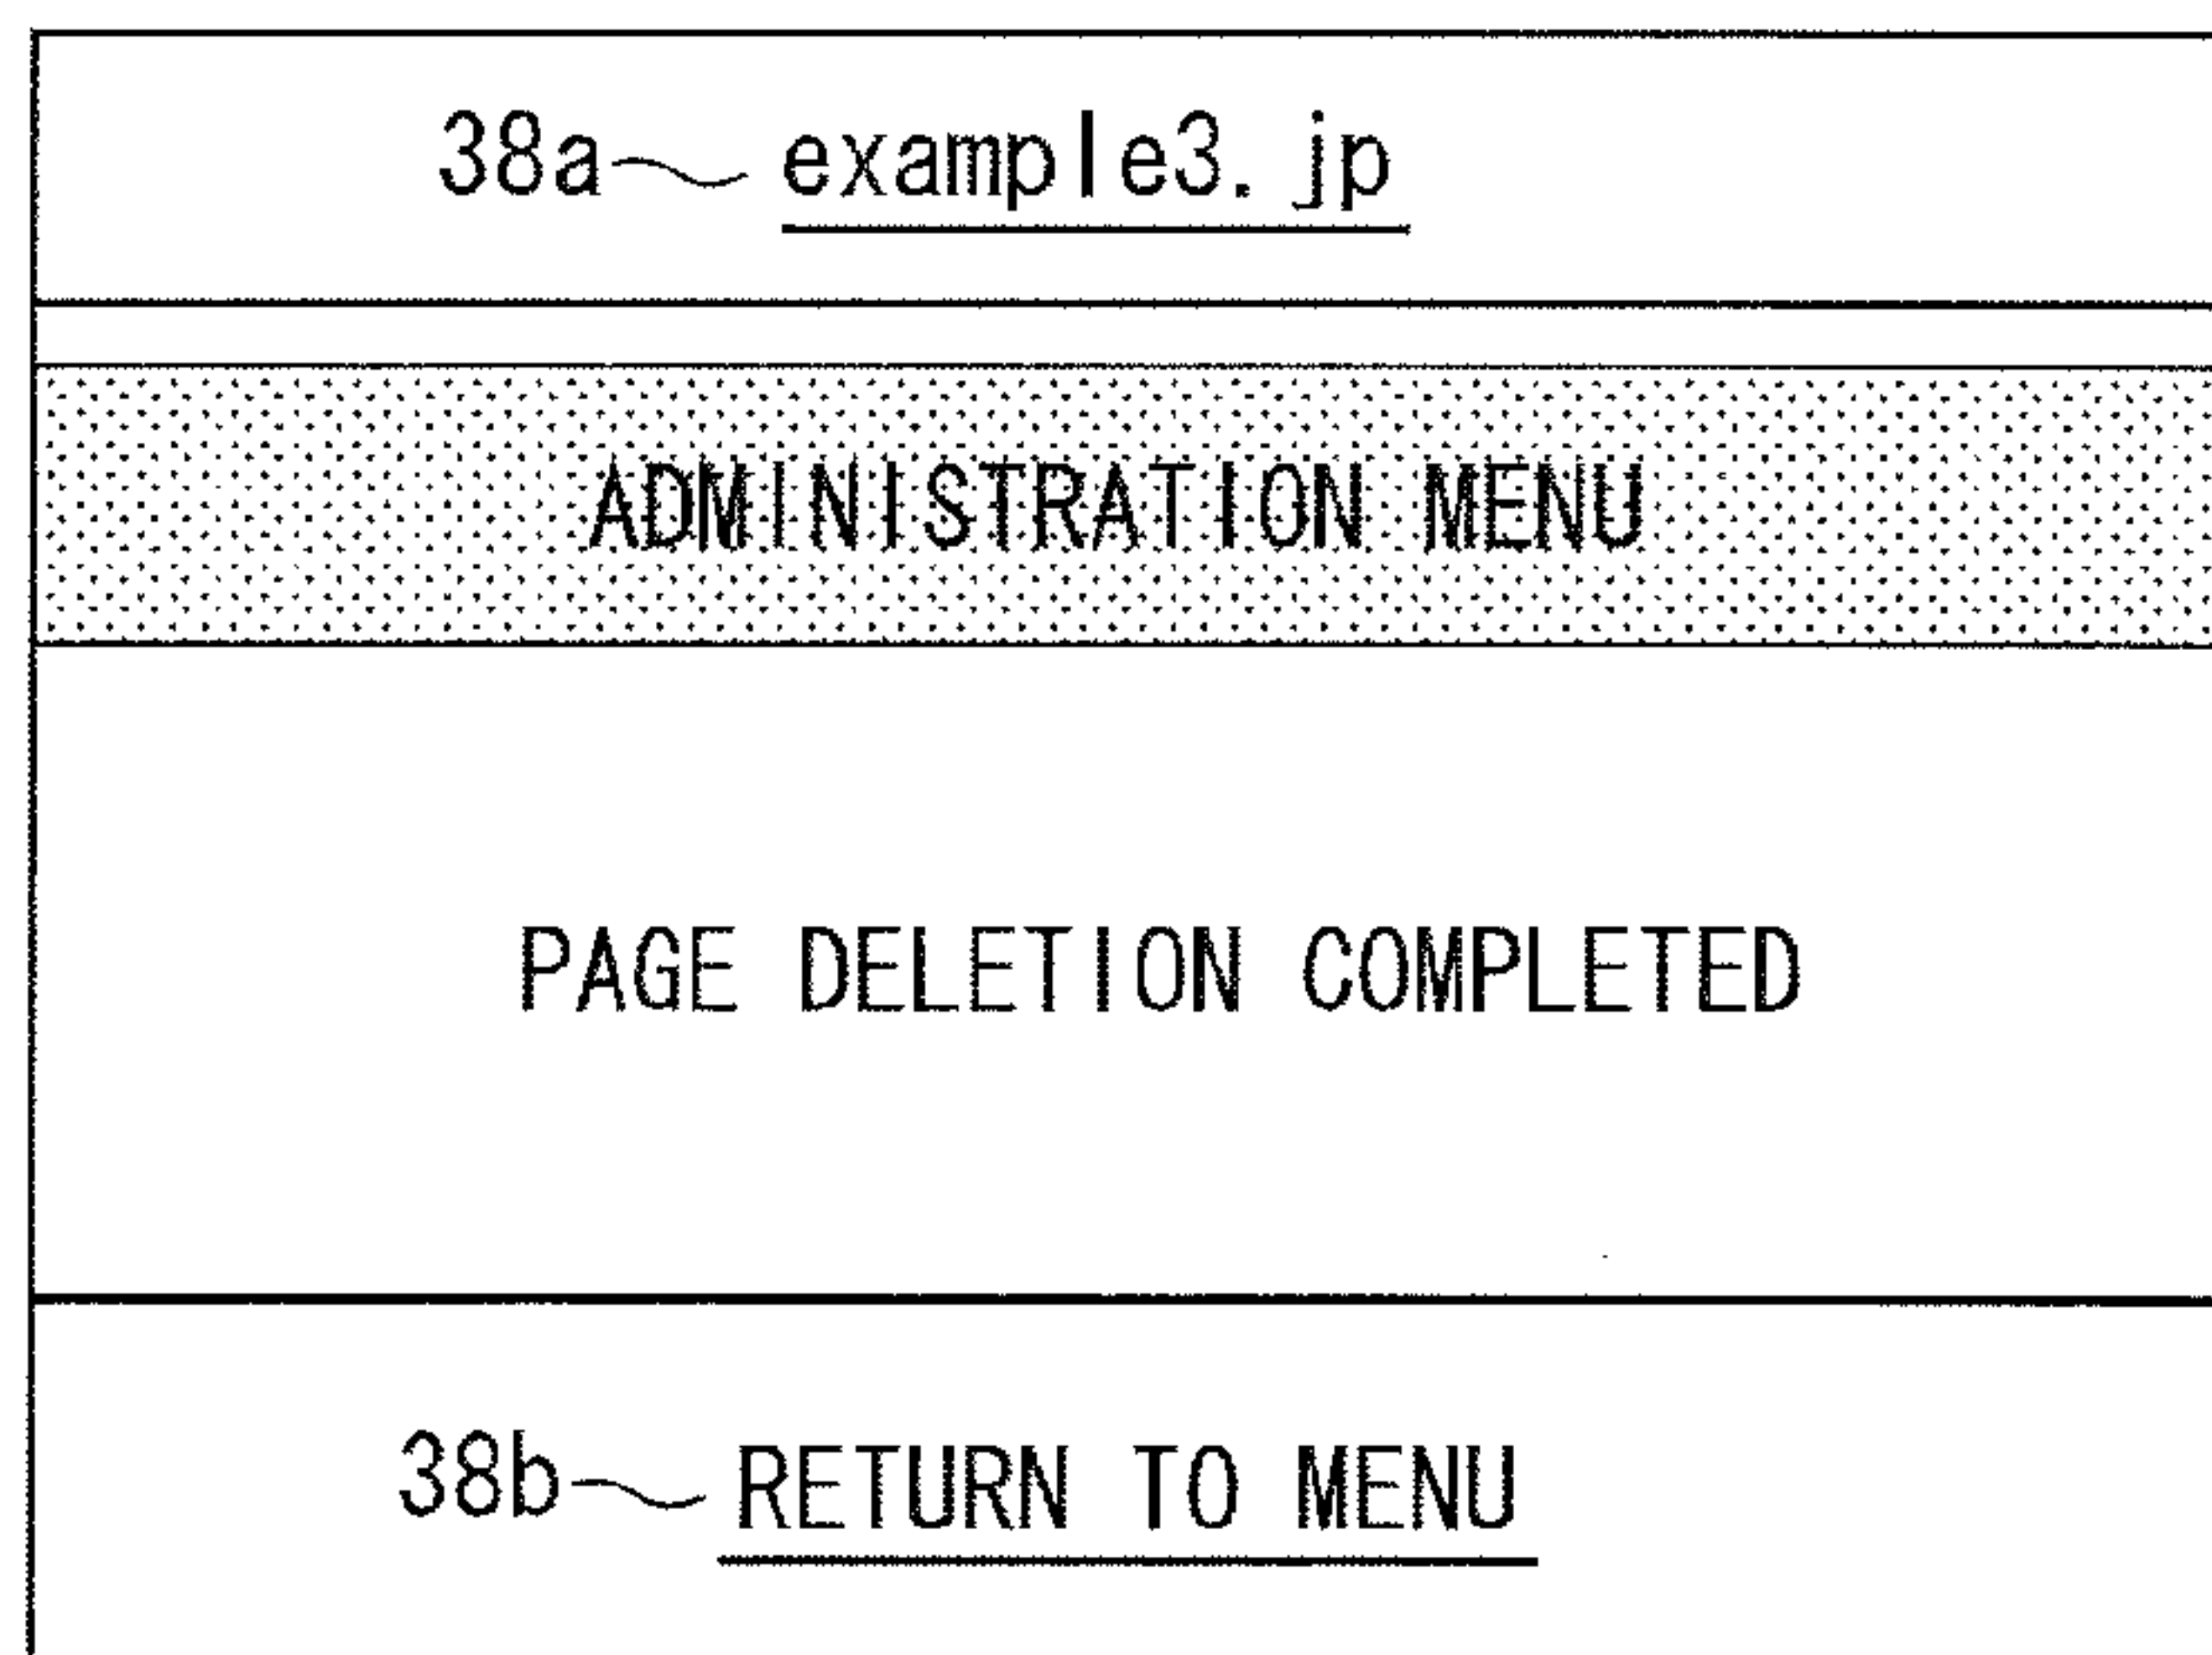 38a example3.jp
ADMINISTRATION MENU
PAGE DELETION COMPLETED
38b RETURN TO MENU